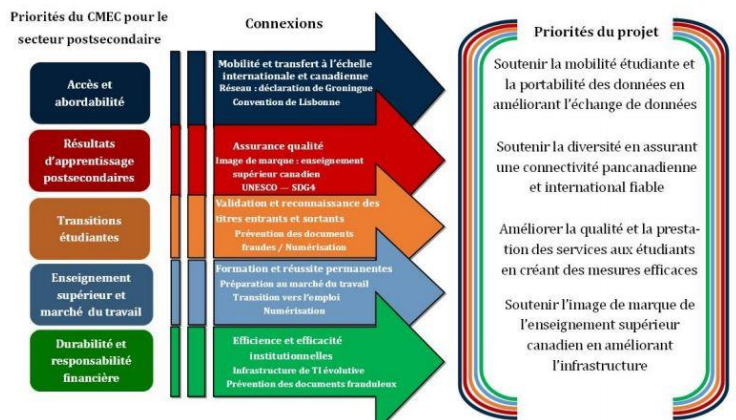 Priorités du CMEC pour le
secteur postsecondaire
Accès et
abordabilité
Résultats
d'apprentissage
postsecondaires
Transitions
étudiantes
Enseignement
supérieur et
marché du travail
Durabilité et
responsabilité
financière
Connexions
Mobilité et transfert à l'échelle
internationale et canadienne
Réseau : déclaration de Groningue
Convention de Lisbonne
Assurance qualité
Image de marque : enseignement
supérieur canadien
UNESCO — SDG4
Validation et reconnaissance des
titres entrants et sortants
Prévention des documents
fraudes / Numérisation
Formation et réussite permanentes
Préparation au marché du travail
Transition vers l'emploi
Numérisation
Efficience et efficacité
institutionnelles
Infrastructure de TI évolutive
Prévention des documents frauduleux
Priorités du projet
Soutenir la mobilité étudiante et
la portabilité des données en
améliorant l'échange de données
Soutenir la diversité en assurant
une connectivité pancanadienne
et international fiable
Améliorer la qualité et la presta-
tion des services aux étudiants
en créant des mesures efficaces
Soutenir l'image de marque de
l'enseignement supérieur
canadien en améliorant
l'infrastructure